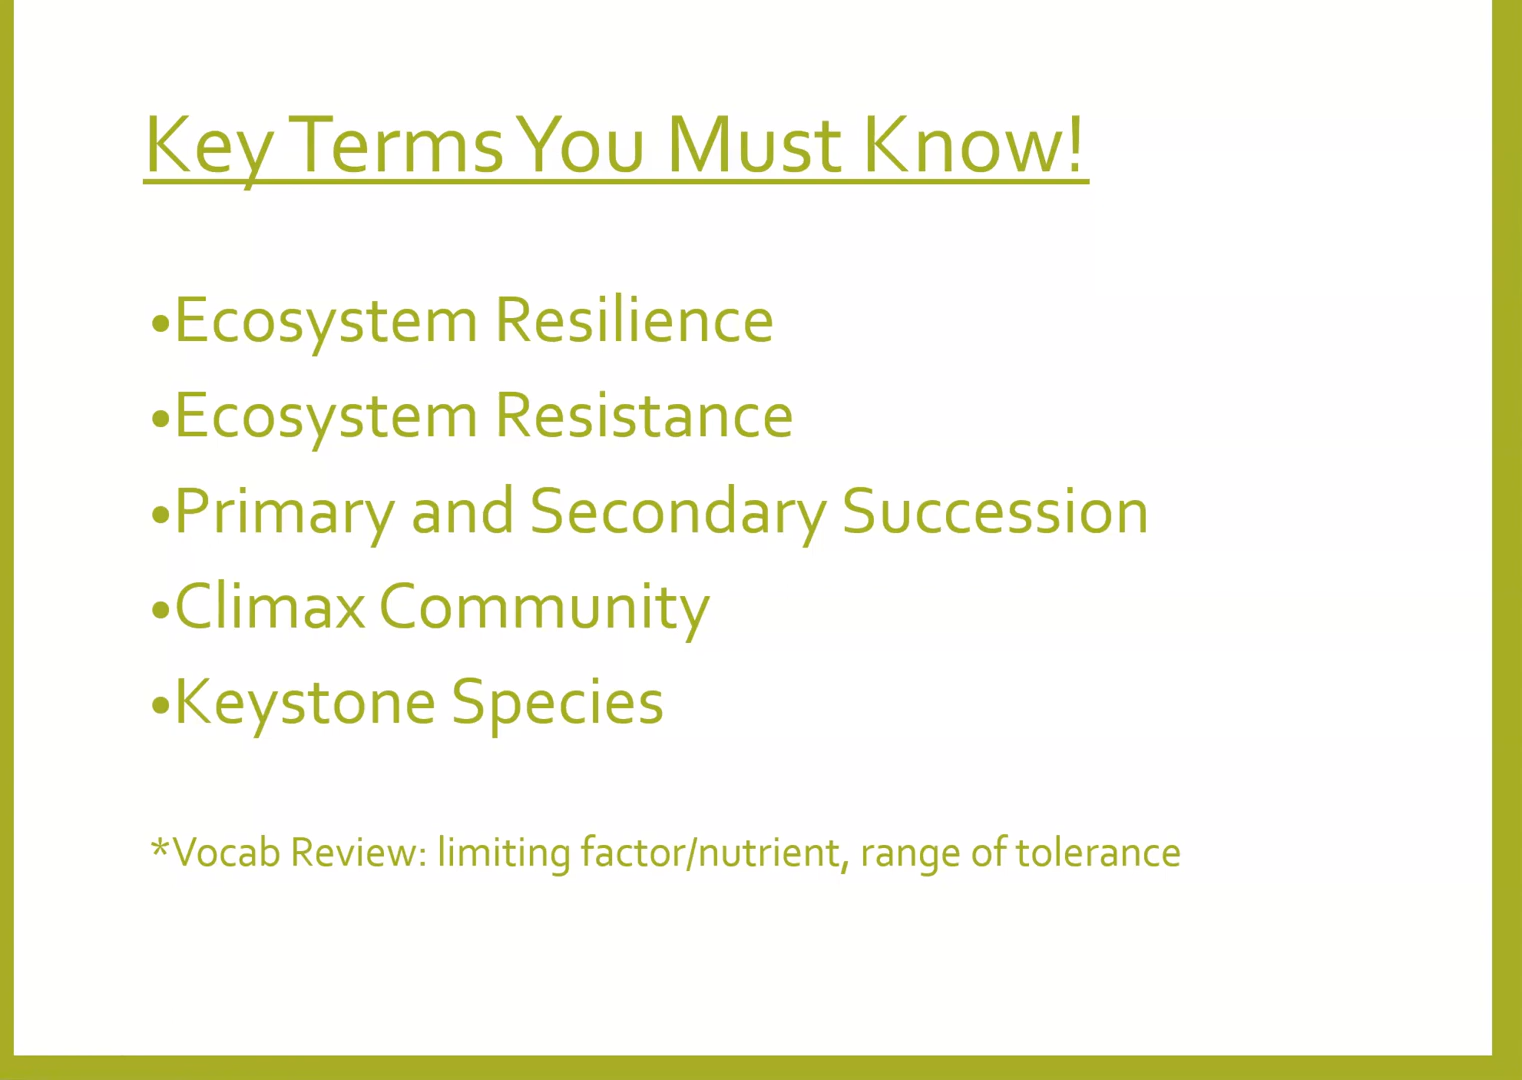 Key Terms You Must Know!
•Ecosystem Resilience
•Ecosystem Resistance
•Primary and Secondary Succession
•Climax Community
•Keystone Species
*Vocab Review: limiting factor/nutrient, range of tolerance